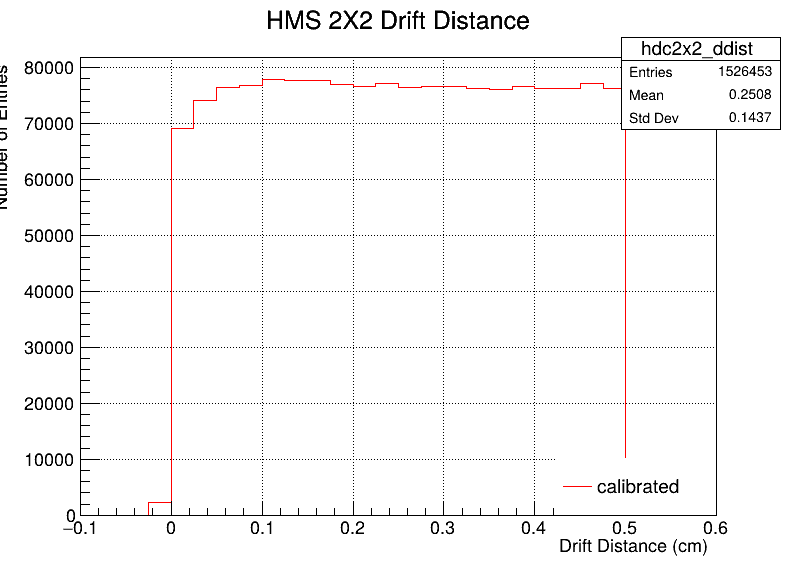 HMS 2X2 Drift Distance
hdc2x2_ddist
Entries 1526453
Mean 0.2508
Std Dev 0.1437
Number of Entries
80000
70000
60000
50000
40000
30000
20000
10000
0
calibrated
−0.1 0 0.1 0.2 0.3 0.4 0.5 0.6
Drift Distance (cm)